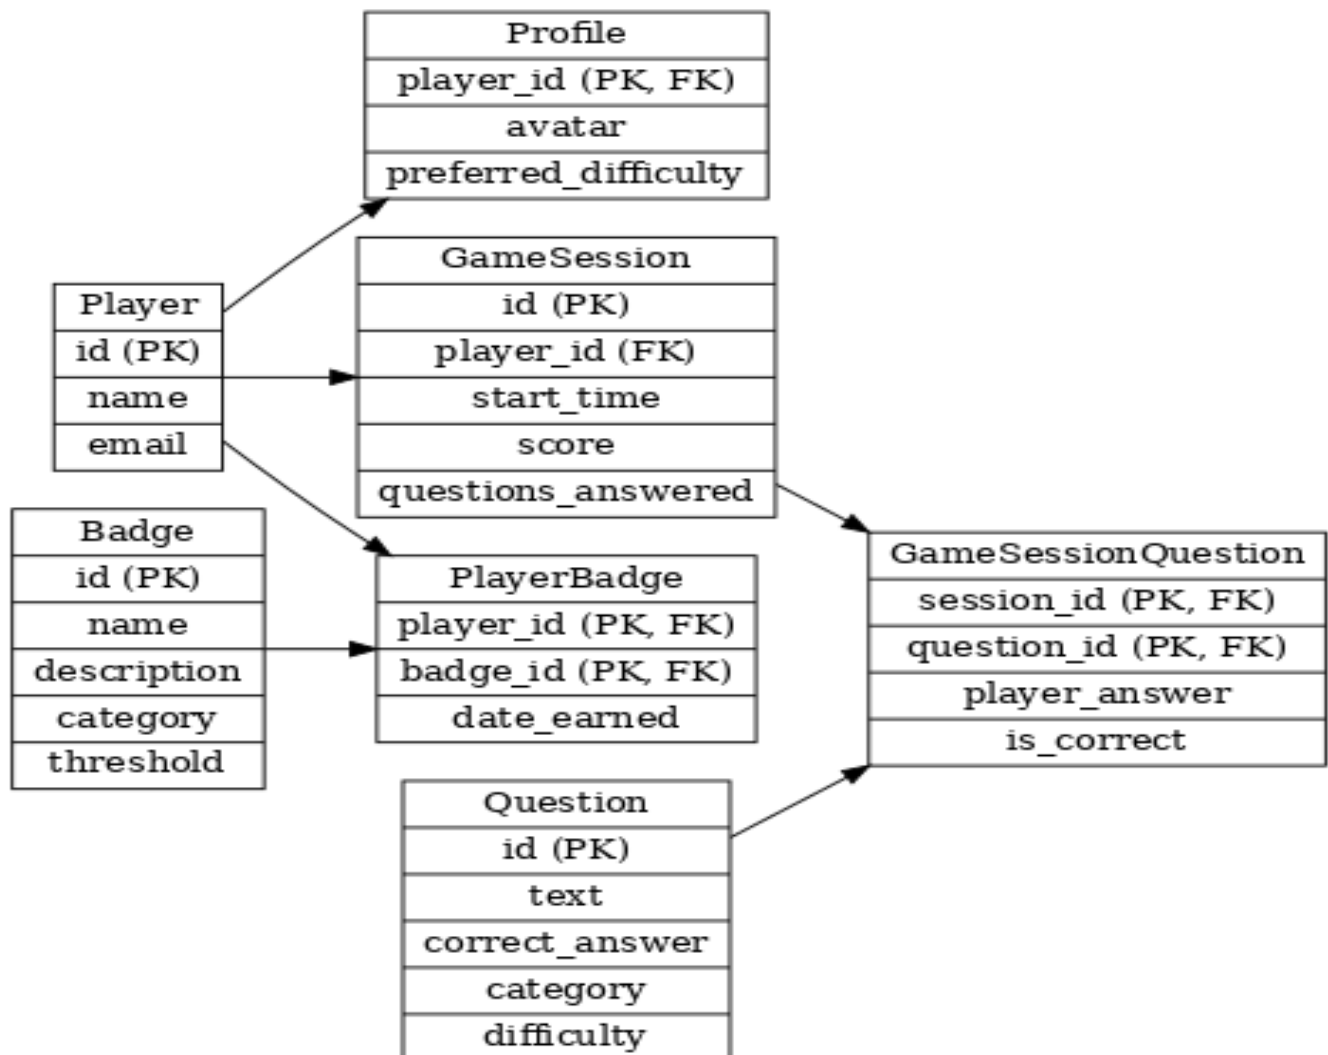 Profile
player_id (PK, FK)
avatar
preferred_difficulty
GameSession
id (PK)
player_id (FK)
start_time
score
questions_answered
Player
id (PK)
name
email
Badge
id (PK)
name
description
category
threshold
PlayerBadge
player_id (PK, FK)
badge_id (PK, FK)
date_earned
GameSessionQuestion
session_id (PK, FK)
question_id (PK, FK)
player_answer
is_correct
Question
id (PK)
text
correct_answer
category
difficulty